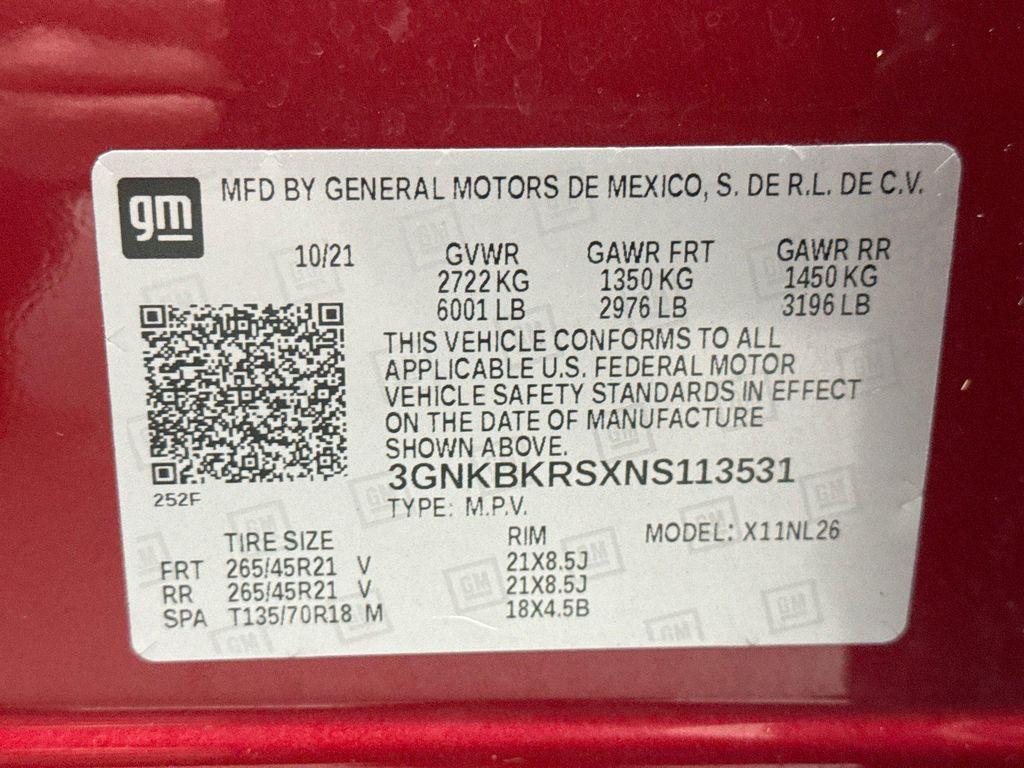 gm MFD BY GENERAL MOTORS DE MEXICO, S. DE R.L. DE C.V.
10/21 GVWR GAWR FRT GAWR RR
2722 KG 1350 KG 1450 KG
6001 LB 2976 LB 3196 LB
THIS VEHICLE CONFORMS TO ALL
APPLICABLE U.S. FEDERAL MOTOR
VEHICLE SAFETY STANDARDS IN EFFECT
ON THE DATE OF MANUFACTURE
SHOWN ABOVE.
3GNKBKRSXNS113531
252F
TYPE: M.P.V.
TIRE SIZE RIM MODEL: X11NL26
FRT 265/45R21 V 21X8.5J
RR 265/45R21 V 21X8.5J
SPA T135/70R18 M 18X4.5B